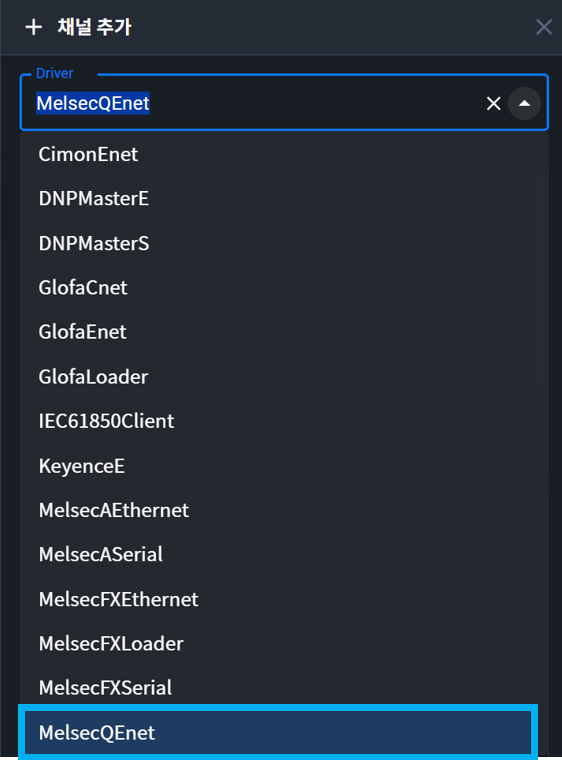 채널 추가
Driver
MelsecQEnet
CimonEnet
DNPMasterE
DNPMasterS
GlofaCnet
GlofaEnet
GlofaLoader
IEC61850Client
KeyenceE
MelsecAEthernet
MelsecASerial
MelsecFXEthernet
MelsecFXLoader
MelsecFXSerial
MelsecQEnet